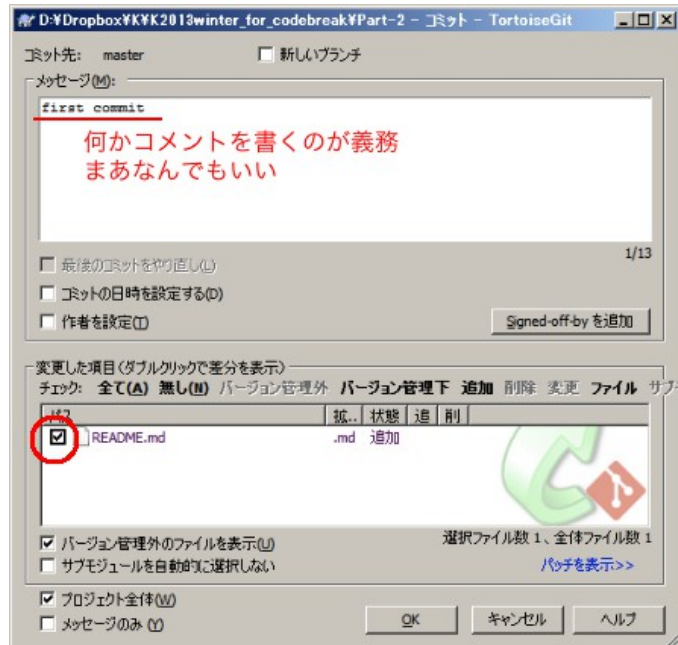 D:¥Dropbox¥K¥K2013winter_for_codebreak¥Part-2 - コミット - TortoiseGit
コミット先: master 新しいブランチ
メッセージ(M):
first commit
何かコメントを書くのが義務
まあなんでもいい
1/13
最後のコミットをやり直し(L)
コミットの日時を設定する(D)
作者を設定(T) Signed-off-by を追加
変更した項目(ダブルクリックで差分を表示)
チェック: 全て(A) 無し(N) バージョン管理外 バージョン管理下 追加 削除 変更 ファイル サブモ
パス 拡.. 状態 追 削
README.md .md 追加
バージョン管理外のファイルを表示(U) 選択ファイル数 1、全体ファイル数 1
サブモジュールを自動的に選択しない パッチを表示>>
プロジェクト全体(W)
メッセージのみ (Y) OK キャンセル ヘルプ